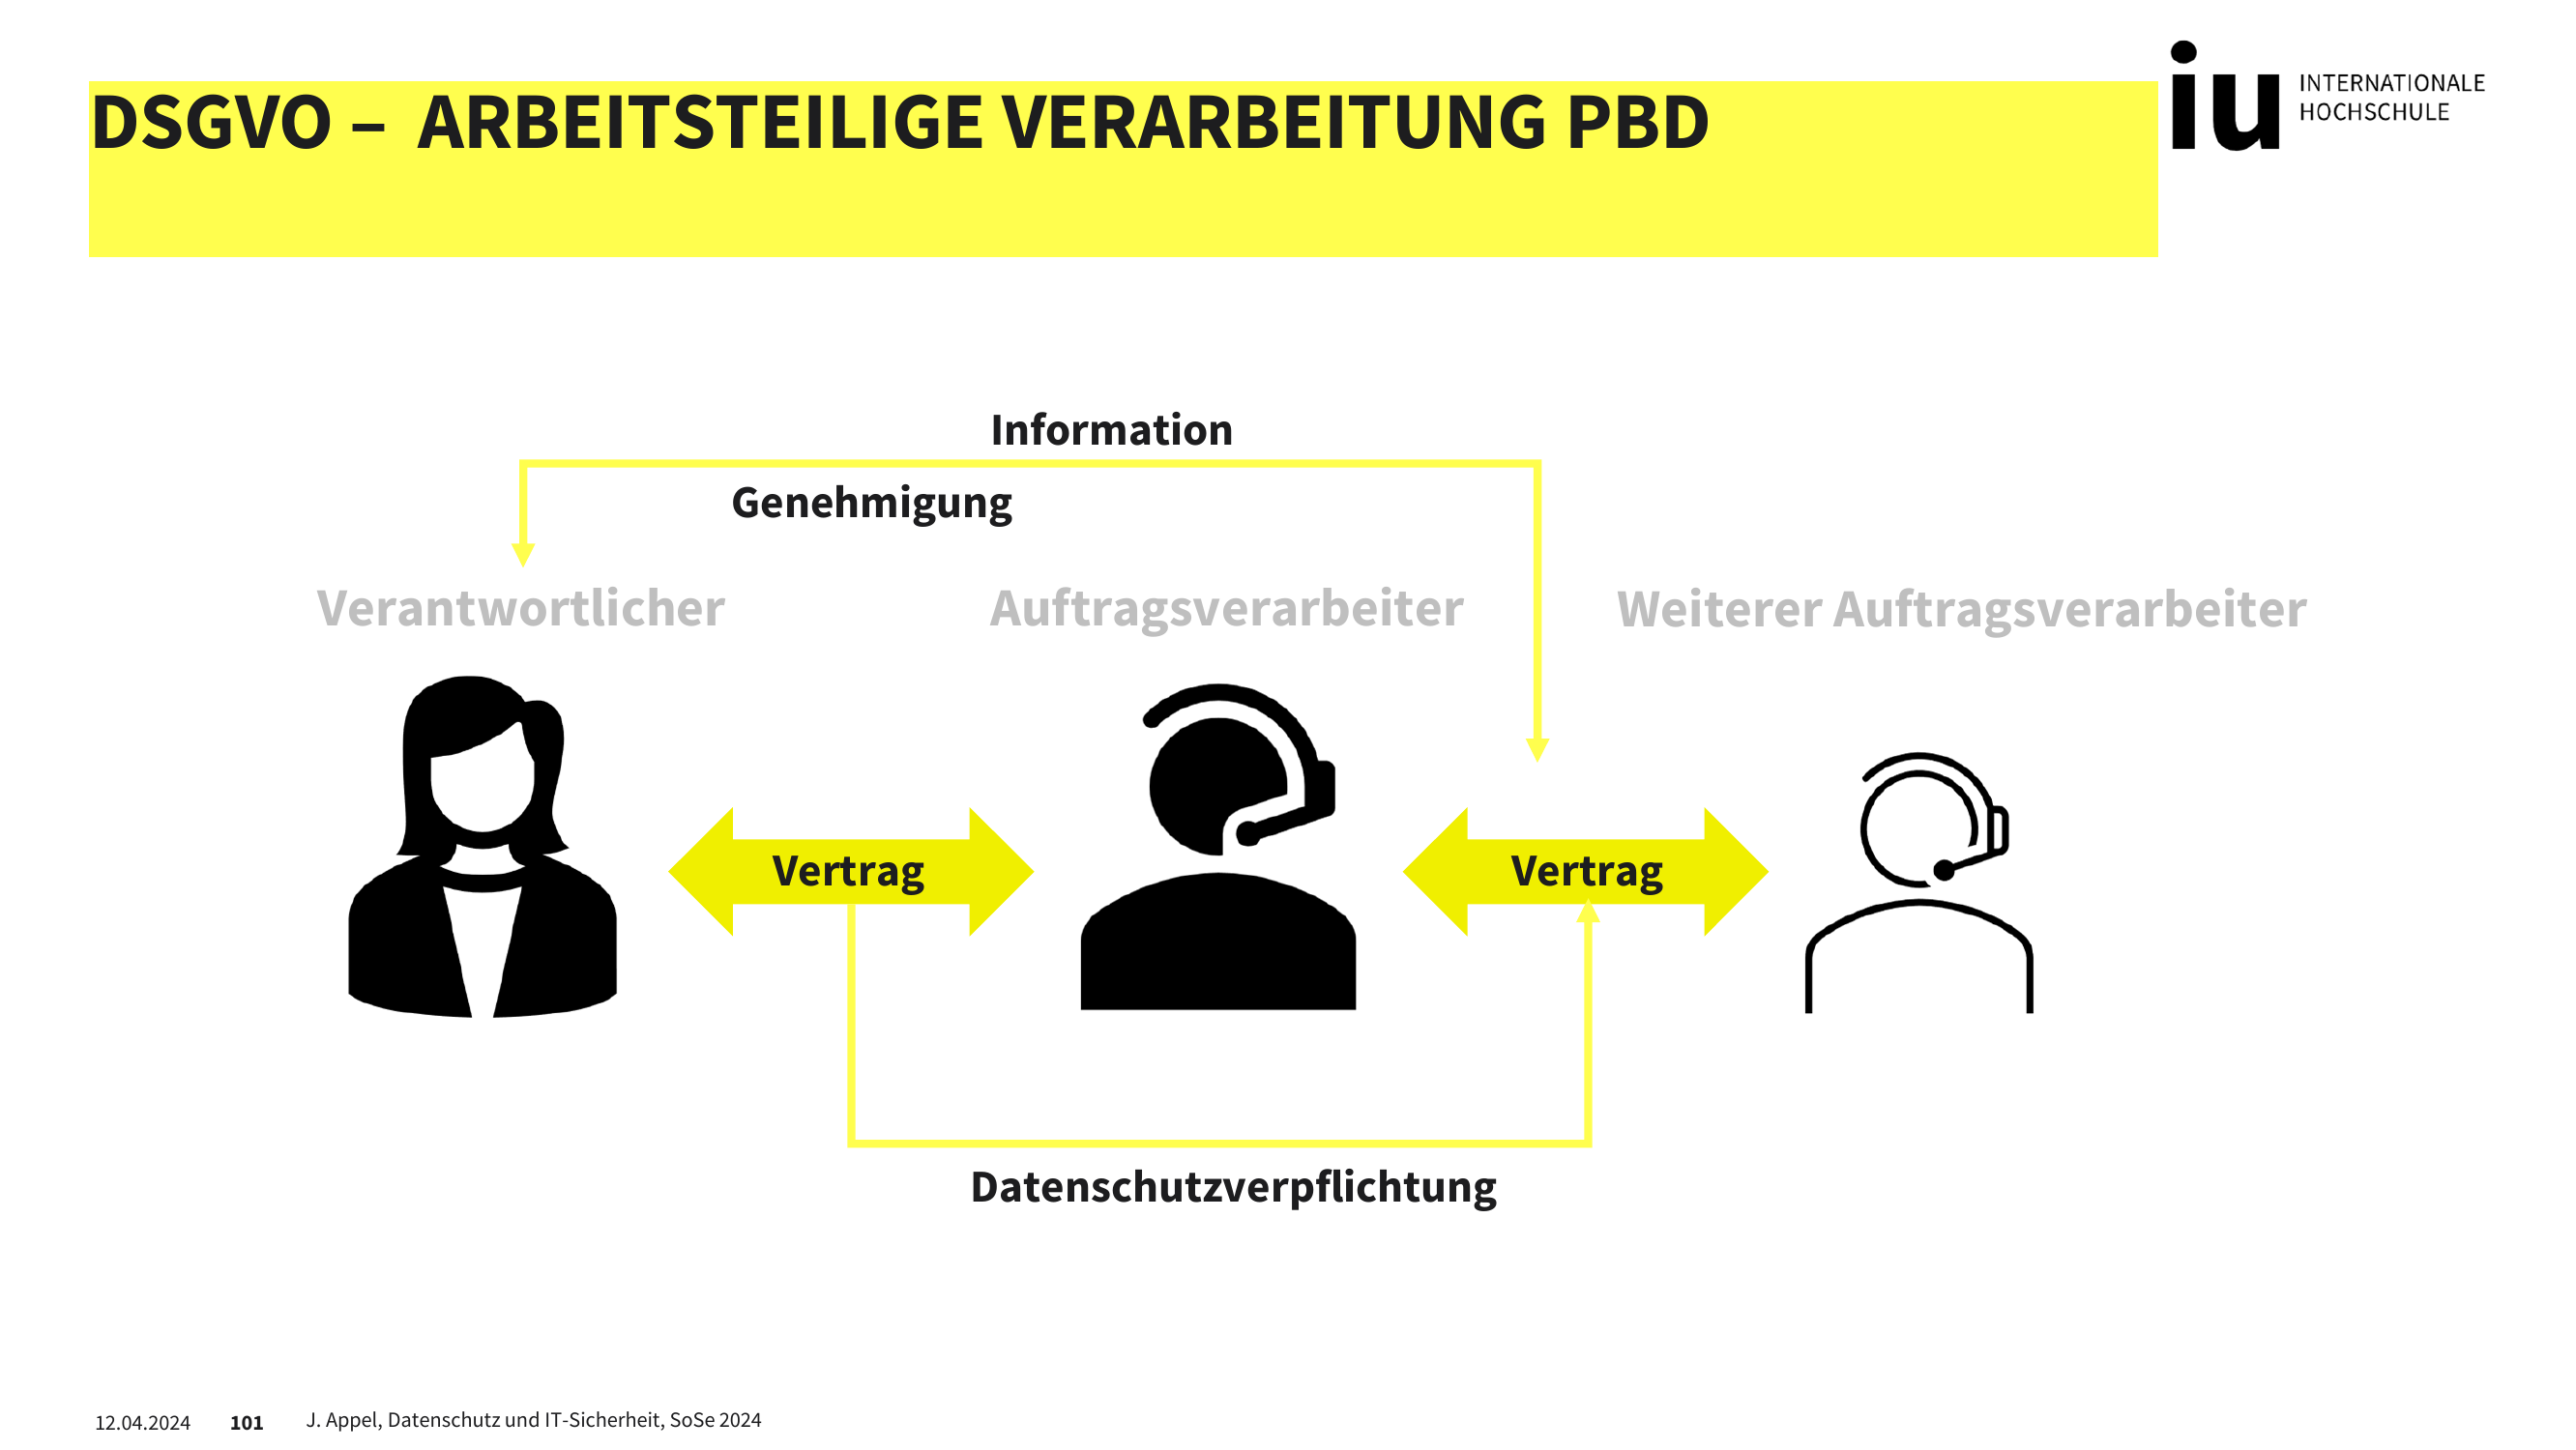 DSGVO – ARBEITSTEILIGE VERARBEITUNG PBD
iu INTERNATIONALE
HOCHSCHULE
Information
Genehmigung
Verantwortlicher
Auftragsverarbeiter
Weiterer Auftragsverarbeiter
Vertrag
Vertrag
Datenschutzverpflichtung
12.04.2024 101 J. Appel, Datenschutz und IT-Sicherheit, SoSe 2024